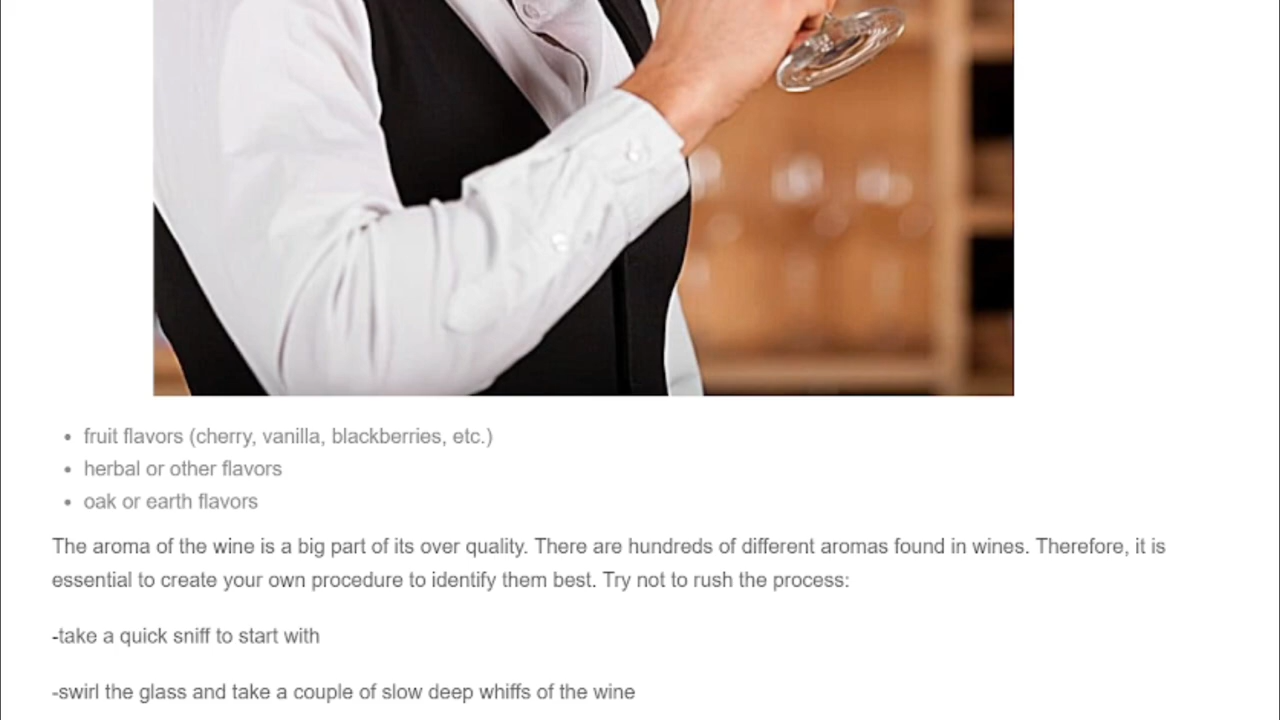 • fruit flavors (cherry, vanilla, blackberries, etc.)
• herbal or other flavors
• oak or earth flavors
The aroma of the wine is a big part of its over quality. There are hundreds of different aromas found in wines. Therefore, it is
essential to create your own procedure to identify them best. Try not to rush the process:
-take a quick sniff to start with
-swirl the glass and take a couple of slow deep whiffs of the wine